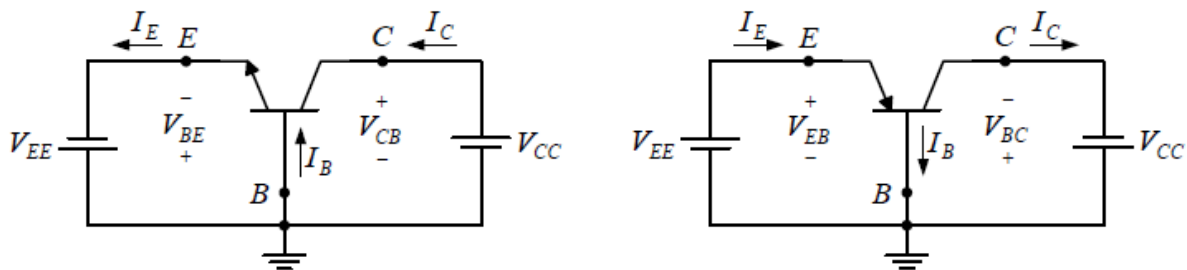 I_E E C I_C
− +
V_EE V_BE V_CB V_CC
+ −
I_B
B
I_E E C I_C
+ −
V_EE V_EB V_BC V_CC
− +
I_B
B